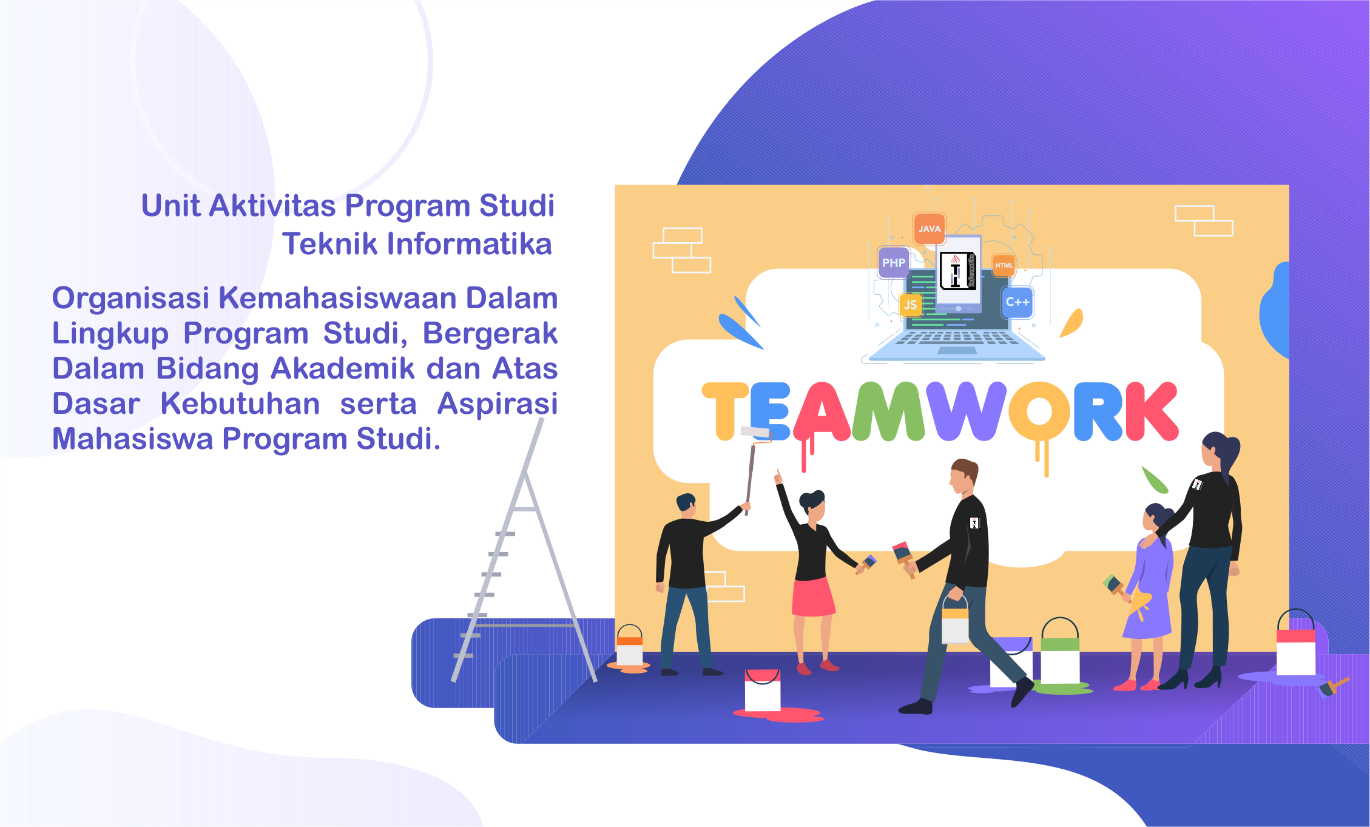 Unit Aktivitas Program Studi
Teknik Informatika
Organisasi Kemahasiswaan Dalam
Lingkup Program Studi, Bergerak
Dalam Bidang Akademik dan Atas
Dasar Kebutuhan serta Aspirasi
Mahasiswa Program Studi.
JAVA
PHP
HTML
JS
C++
TEAMWORK